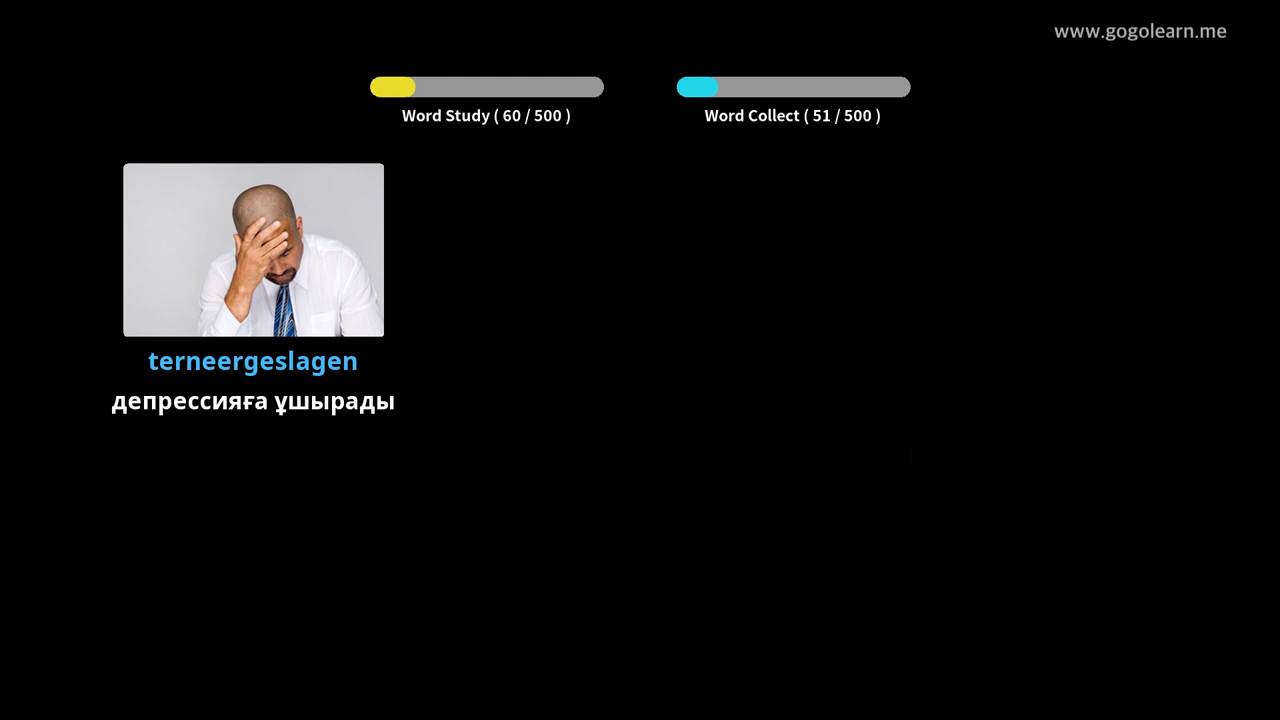 www.gogolearn.me
Word Study ( 60 / 500 )
Word Collect ( 51 / 500 )
terneergeslagen
депрессияға ұшырады